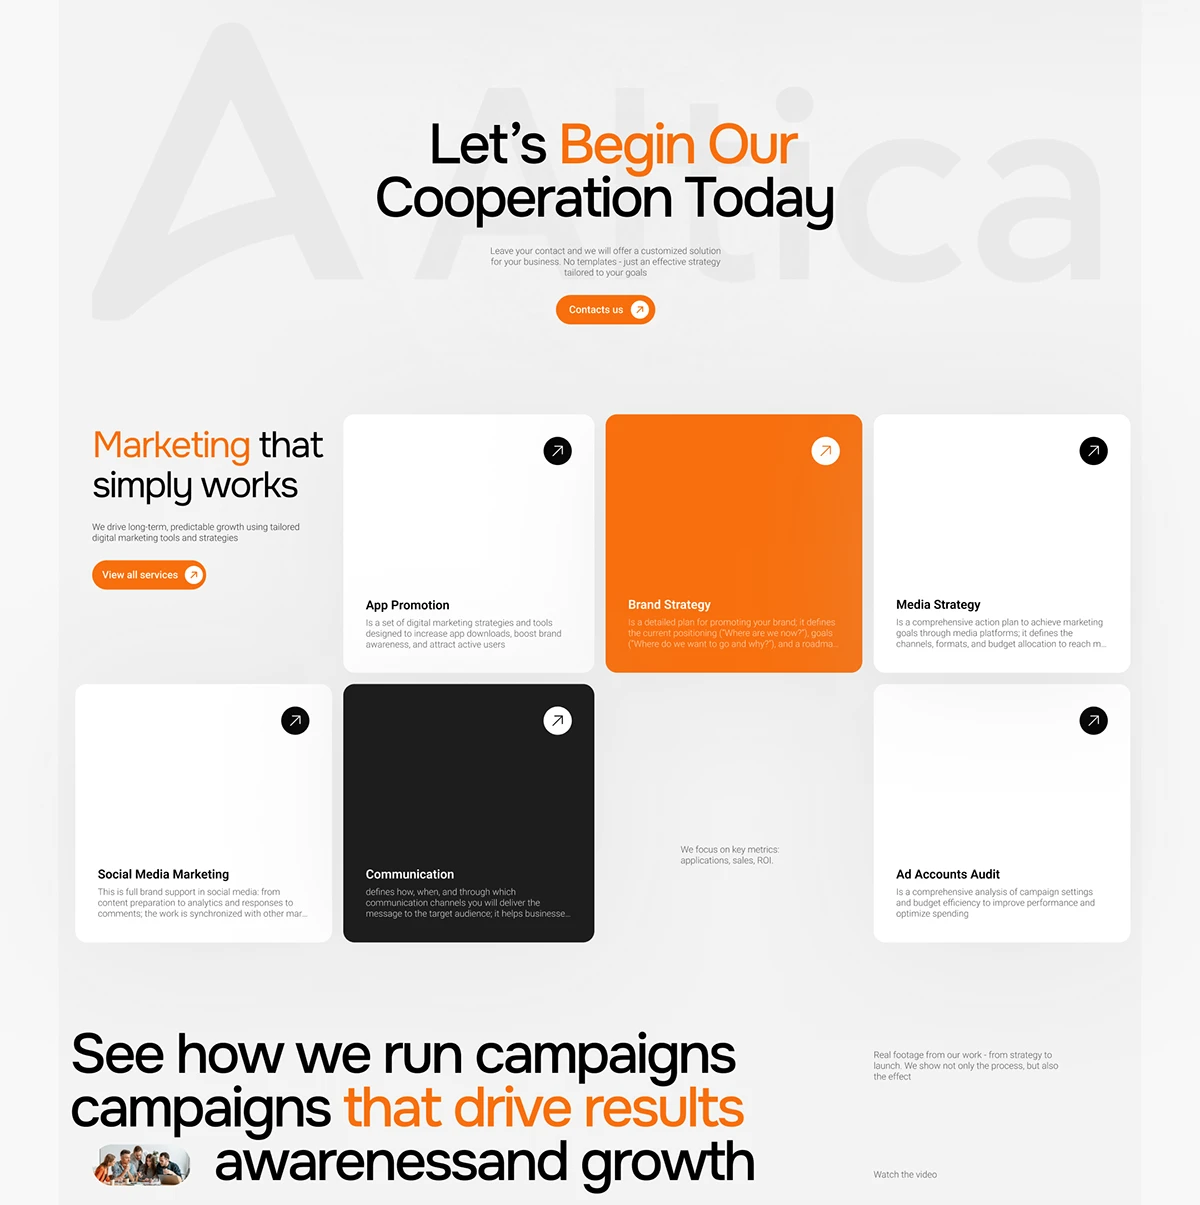 Altica
Let's Begin Our
Cooperation Today
Leave your contact and we will offer a customized solution
for your business. No templates - just an effective strategy
tailored to your goals
Contacts us
Marketing that
simply works
We drive long-term, predictable growth using tailored
digital marketing tools and strategies
View all services
App Promotion
Is a set of digital marketing strategies and tools
designed to increase app downloads, boost brand
awareness, and attract active users
Brand Strategy
Is a detailed plan for promoting your brand; it defines
the current positioning ("Where are we now?"), goals
("Where do we want to go and why?"), and a roadma...
Media Strategy
Is a comprehensive action plan to achieve marketing
goals through media platforms; it defines the
channels, formats, and budget allocation to reach m...
Social Media Marketing
This is full brand support in social media: from
content preparation to analytics and responses to
comments; the work is synchronized with other mar...
Communication
defines how, when, and through which
communication channels you will deliver the
message to the target audience; it helps businesse...
We focus on key metrics:
applications, sales, ROI.
Ad Accounts Audit
Is a comprehensive analysis of campaign settings
and budget efficiency to improve performance and
optimize spending
See how we run campaigns
campaigns that drive results
awarenessand growth
Real footage from our work - from strategy to
launch. We show not only the process, but also
the effect
Watch the video